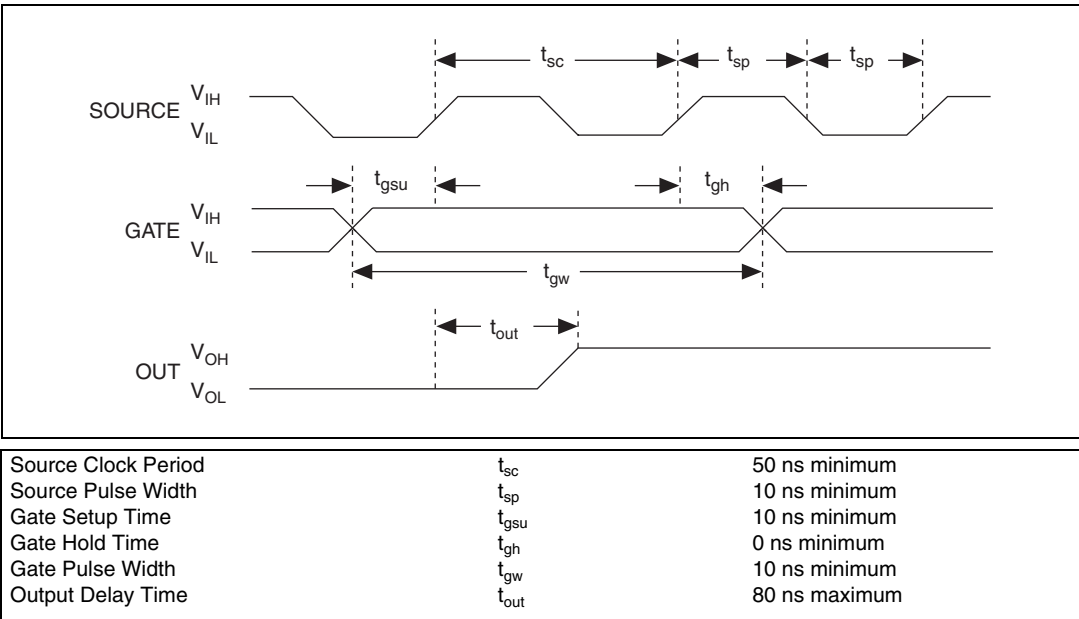 t_sc t_sp t_sp
SOURCE V_IH
V_IL
t_gsu t_gh
GATE V_IH
V_IL
t_gw
t_out
OUT V_OH
V_OL
Source Clock Period t_sc 50 ns minimum
Source Pulse Width t_sp 10 ns minimum
Gate Setup Time t_gsu 10 ns minimum
Gate Hold Time t_gh 0 ns minimum
Gate Pulse Width t_gw 10 ns minimum
Output Delay Time t_out 80 ns maximum